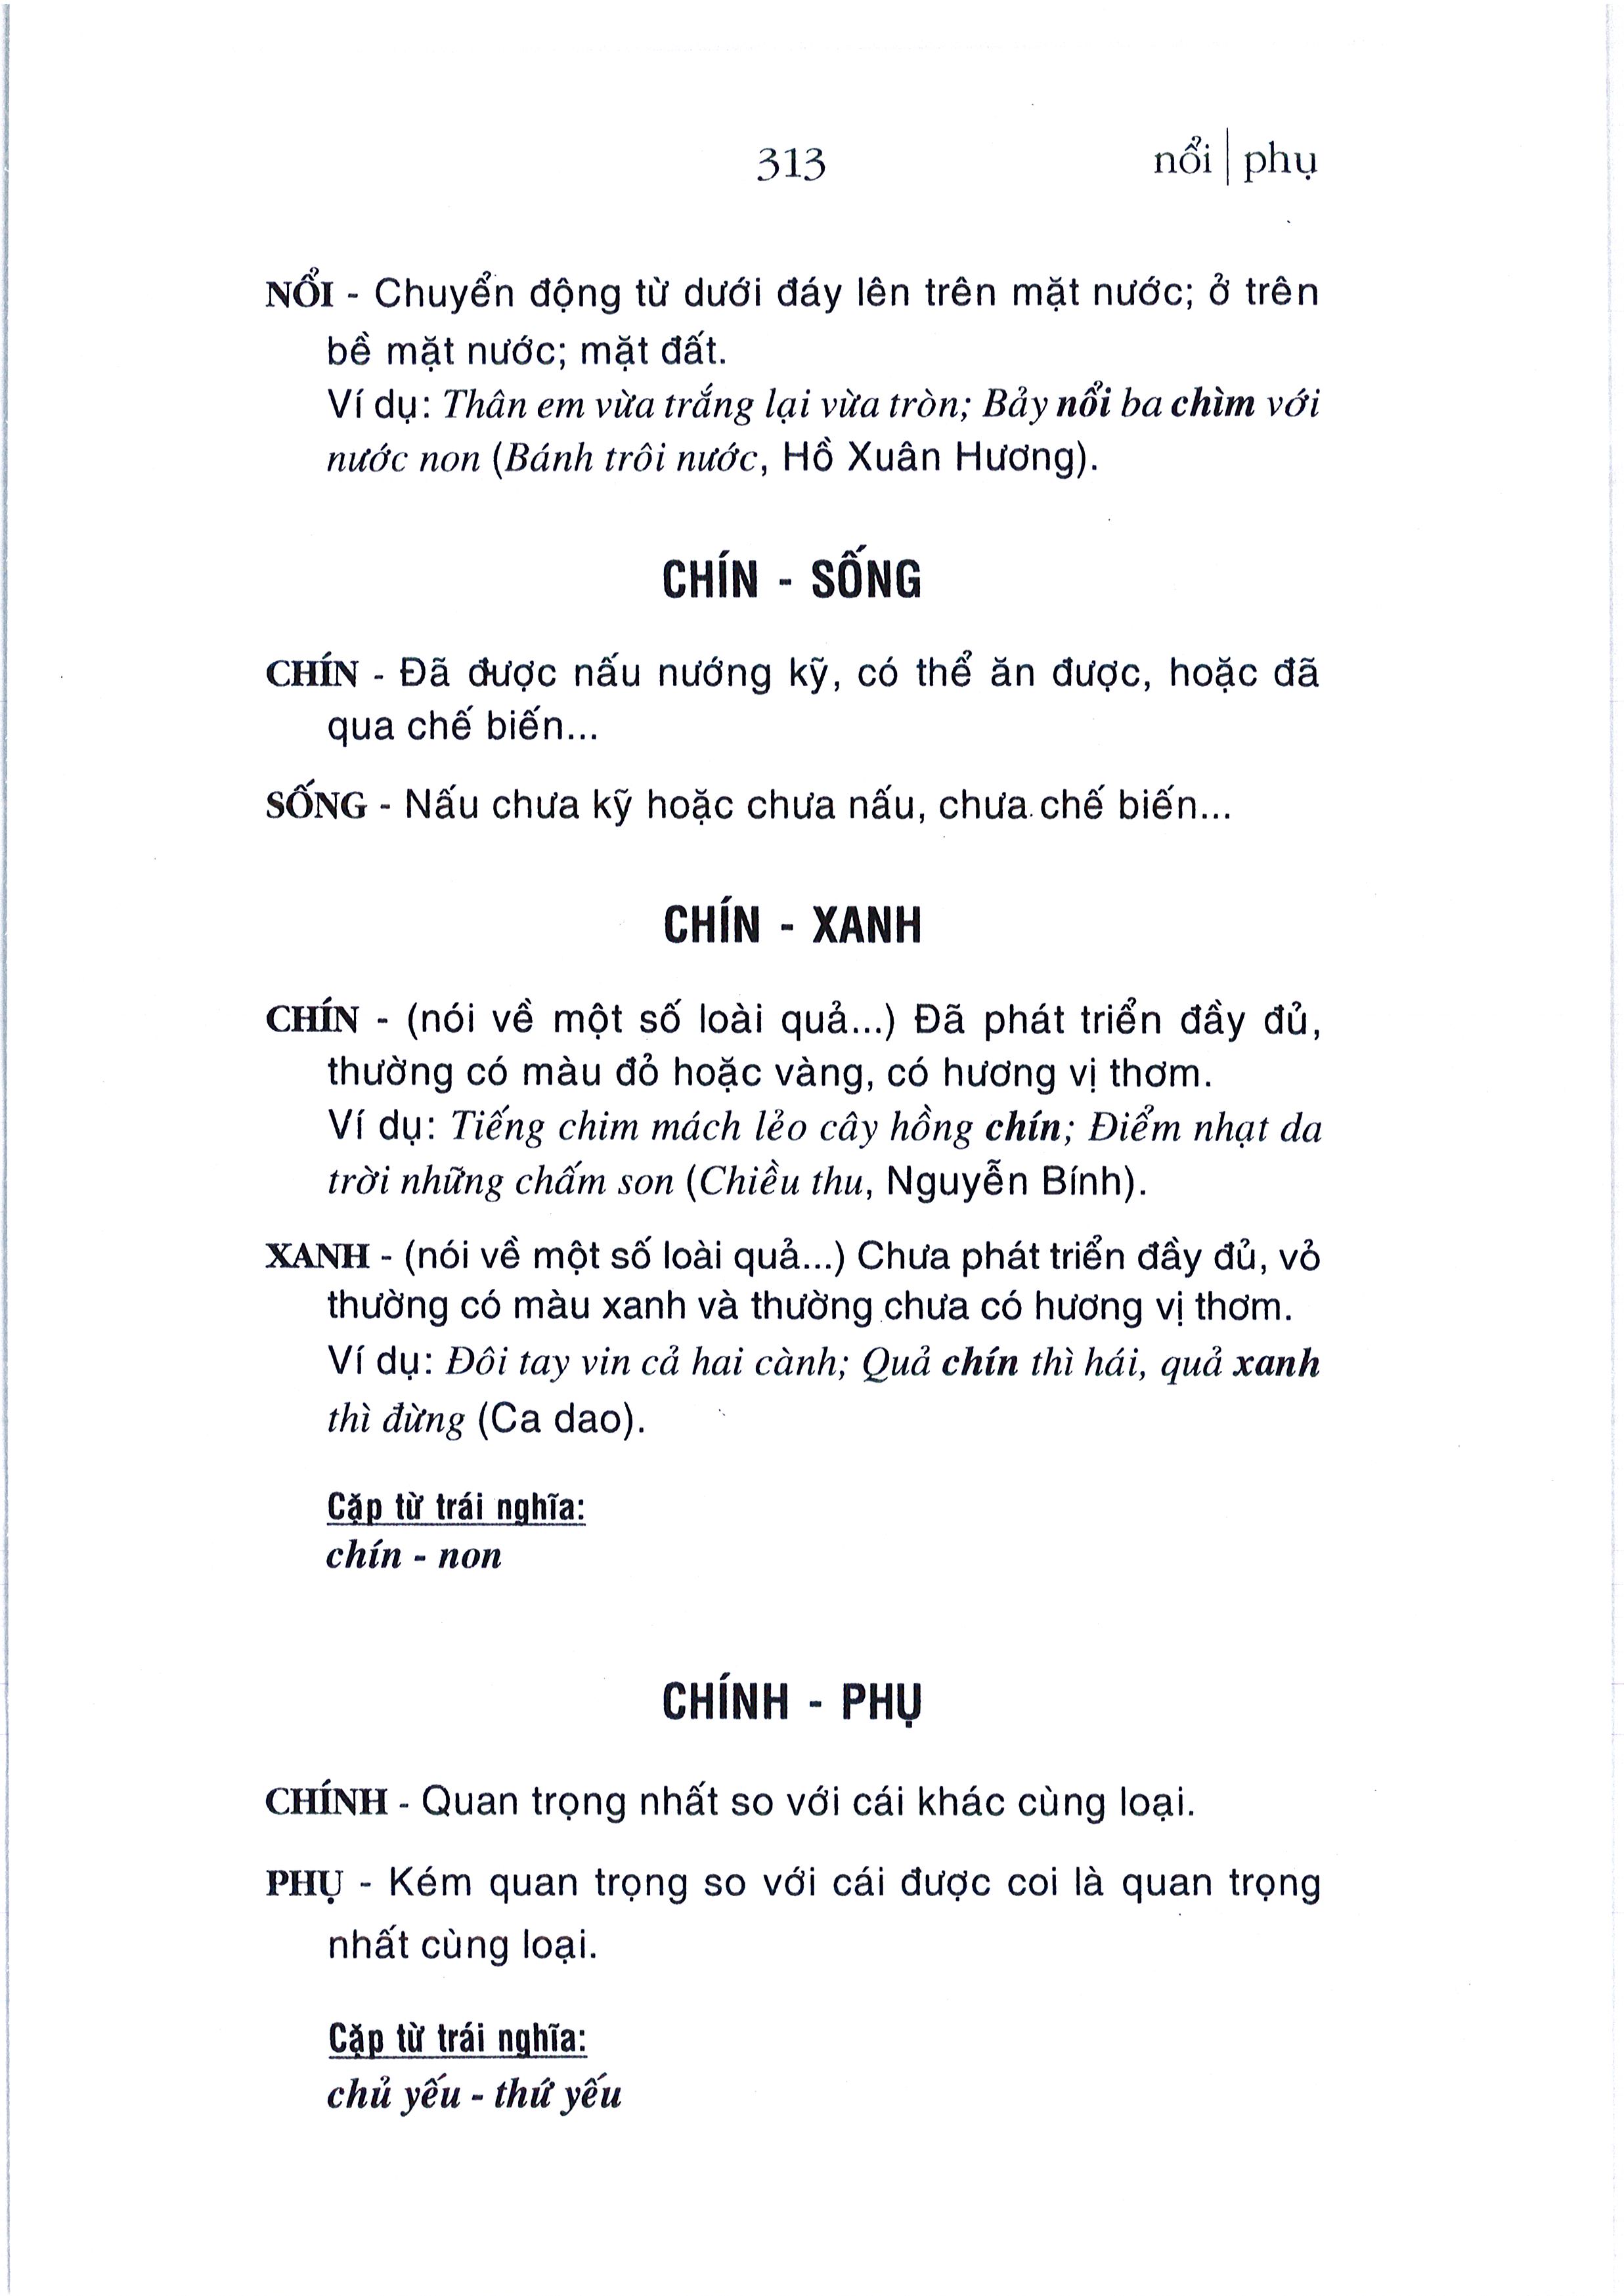 313
nổi | phụ
NỔI - Chuyển động từ dưới đáy lên trên mặt nước; ở trên
bề mặt nước; mặt đất.
Ví dụ: Thân em vừa trắng lại vừa tròn; Bảy nổi ba chìm với
nước non (Bánh trôi nước, Hồ Xuân Hương).
CHÍN - SỐNG
CHÍN - Đã được nấu nướng kỹ, có thể ăn được, hoặc đã
qua chế biến...
SỐNG - Nấu chưa kỹ hoặc chưa nấu, chưa chế biến...
CHÍN - XANH
CHÍN - (nói về một số loài quả...) Đã phát triển đầy đủ,
thường có màu đỏ hoặc vàng, có hương vị thơm.
Ví dụ: Tiếng chim mách lẻo cây hồng chín; Điểm nhạt da
trời những chấm son (Chiều thu, Nguyễn Bính).
XANH - (nói về một số loài quả...) Chưa phát triển đầy đủ, vỏ
thường có màu xanh và thường chưa có hương vị thơm.
Ví dụ: Đôi tay vin cả hai cành; Quả chín thì hái, quả xanh
thì đừng (Ca dao).
Cặp từ trái nghĩa:
chín - non
CHÍNH - PHỤ
CHÍNH - Quan trọng nhất so với cái khác cùng loại.
PHỤ - Kém quan trọng so với cái được coi là quan trọng
nhất cùng loại.
Cặp từ trái nghĩa:
chủ yếu - thứ yếu